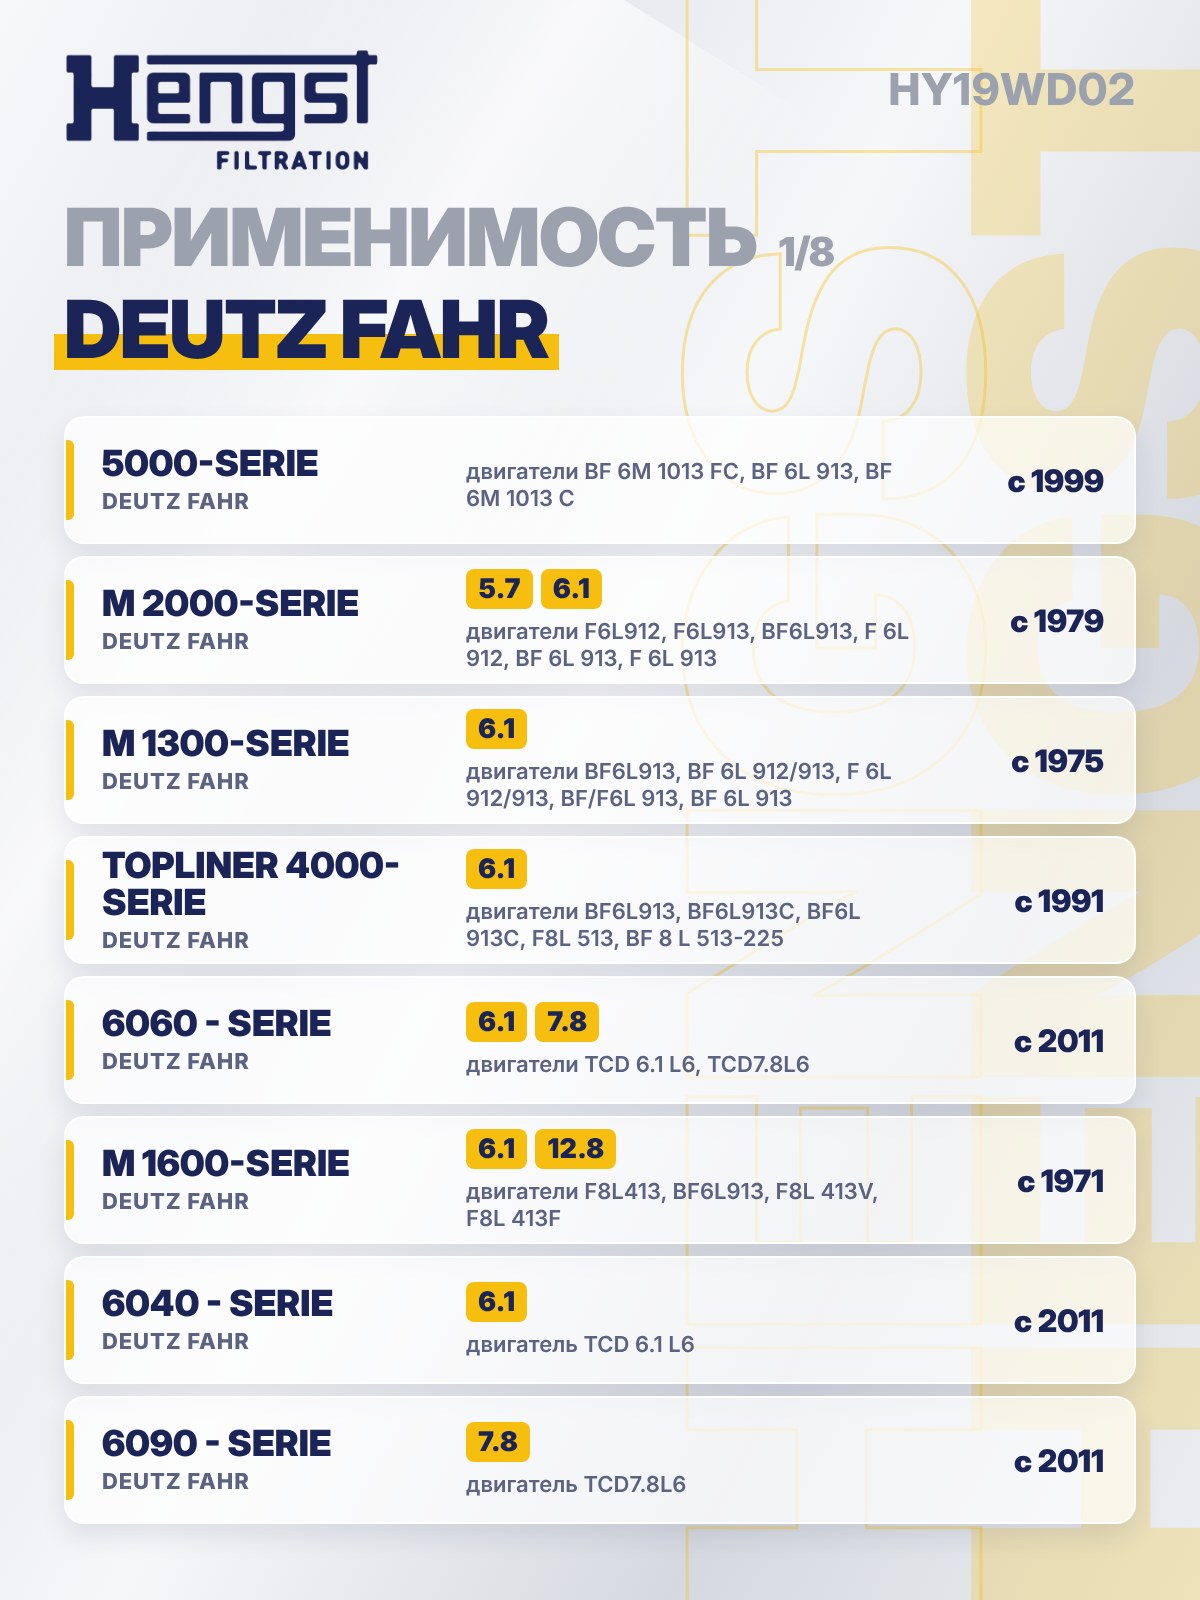 Hengst
FILTRATION
HY19WD02
ПРИМЕНИМОСТЬ 1/8
DEUTZ FAHR
5000-SERIE
DEUTZ FAHR
двигатели BF 6M 1013 FC, BF 6L 913, BF
6M 1013 C
с 1999
M 2000-SERIE
DEUTZ FAHR
5.7 6.1
двигатели F6L912, F6L913, BF6L913, F 6L
912, BF 6L 913, F 6L 913
с 1979
M 1300-SERIE
DEUTZ FAHR
6.1
двигатели BF6L913, BF 6L 912/913, F 6L
912/913, BF/F6L 913, BF 6L 913
с 1975
TOPLINER 4000-
SERIE
DEUTZ FAHR
6.1
двигатели BF6L913, BF6L913C, BF6L
913C, F8L 513, BF 8 L 513-225
с 1991
6060 - SERIE
DEUTZ FAHR
6.1 7.8
двигатели TCD 6.1 L6, TCD7.8L6
с 2011
M 1600-SERIE
DEUTZ FAHR
6.1 12.8
двигатели F8L413, BF6L913, F8L 413V,
F8L 413F
с 1971
6040 - SERIE
DEUTZ FAHR
6.1
двигатель TCD 6.1 L6
с 2011
6090 - SERIE
DEUTZ FAHR
7.8
двигатель TCD7.8L6
с 2011
HENGST
HENGST